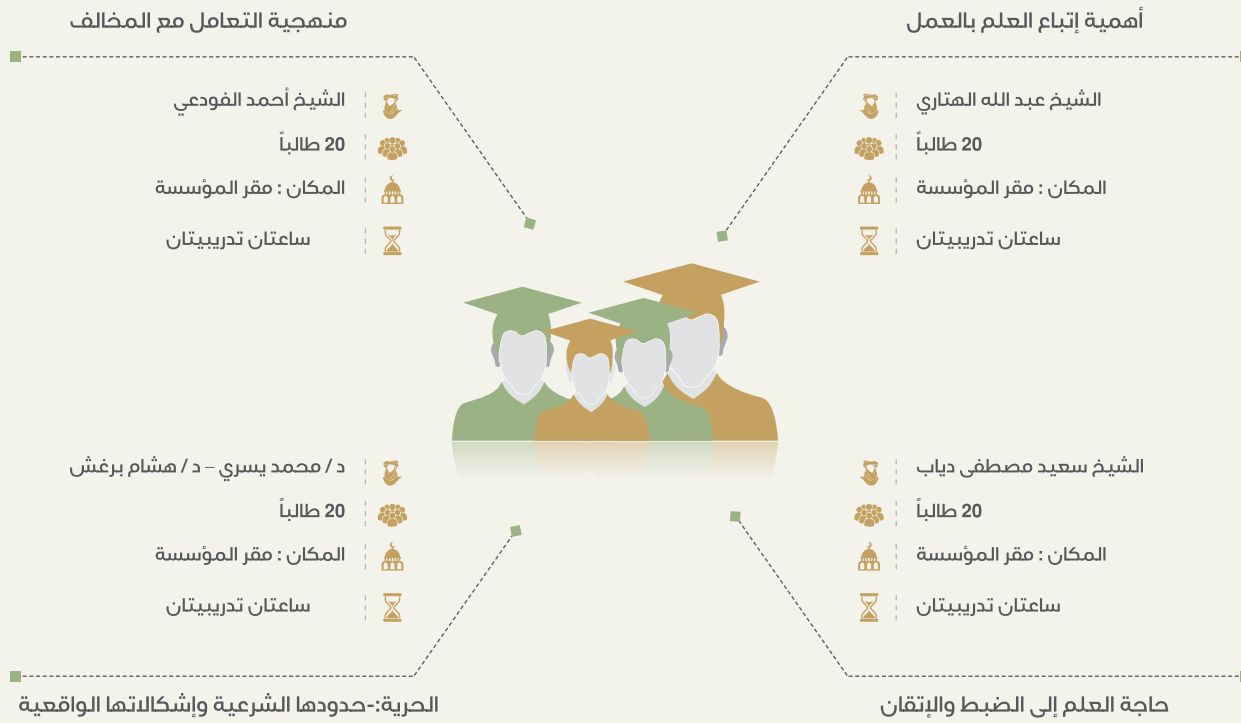 أهمية إتباع العلم بالعمل
الشيخ عبد الله الهتاري
20 طالباً
المكان : مقر المؤسسة
ساعتان تدريبيتان
منهجية التعامل مع المخالف
الشيخ أحمد الفودعي
20 طالباً
المكان : مقر المؤسسة
ساعتان تدريبيتان
الشيخ سعيد مصطفى دياب
20 طالباً
المكان : مقر المؤسسة
ساعتان تدريبيتان
حاجة العلم إلى الضبط والإتقان
د / محمد يسري – د / هشام برغش
20 طالباً
المكان : مقر المؤسسة
ساعتان تدريبيتان
الحرية:-حدودها الشرعية وإشكالاتها الواقعية